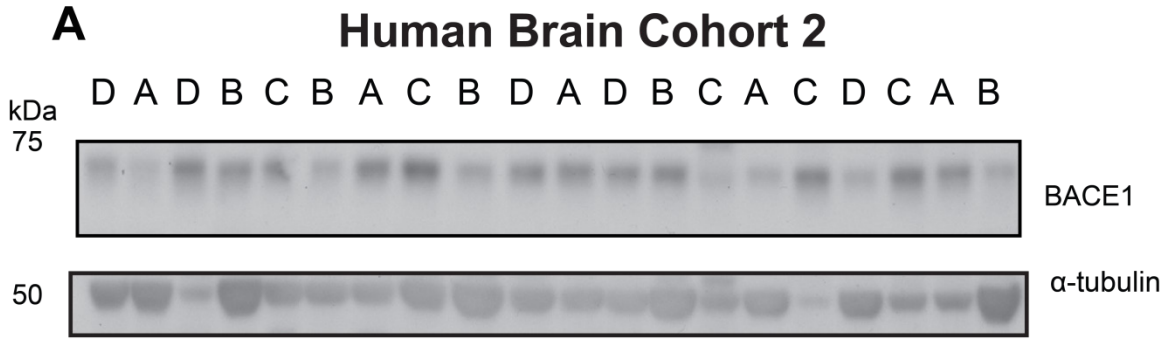 A
Human Brain Cohort 2
D A D B C B A C B D A D B C A C D C A B
kDa
75
BACE1
50
α-tubulin